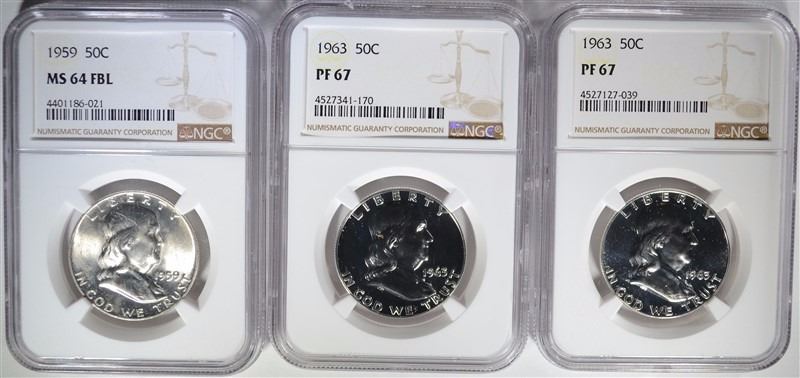 1959 50C
MS 64 FBL
4401186-021
NUMISMATIC GUARANTY CORPORATION NGC®
LIBERTY
1959
IN GOD WE TRUST
1963 50C
PF 67
4527341-170
NUMISMATIC GUARANTY CORPORATION NGC®
LIBERTY
1963
IN GOD WE TRUST
1963 50C
PF 67
4527127-039
NUMISMATIC GUARANTY CORPORATION NGC®
LIBERTY
1963
IN GOD WE TRUST